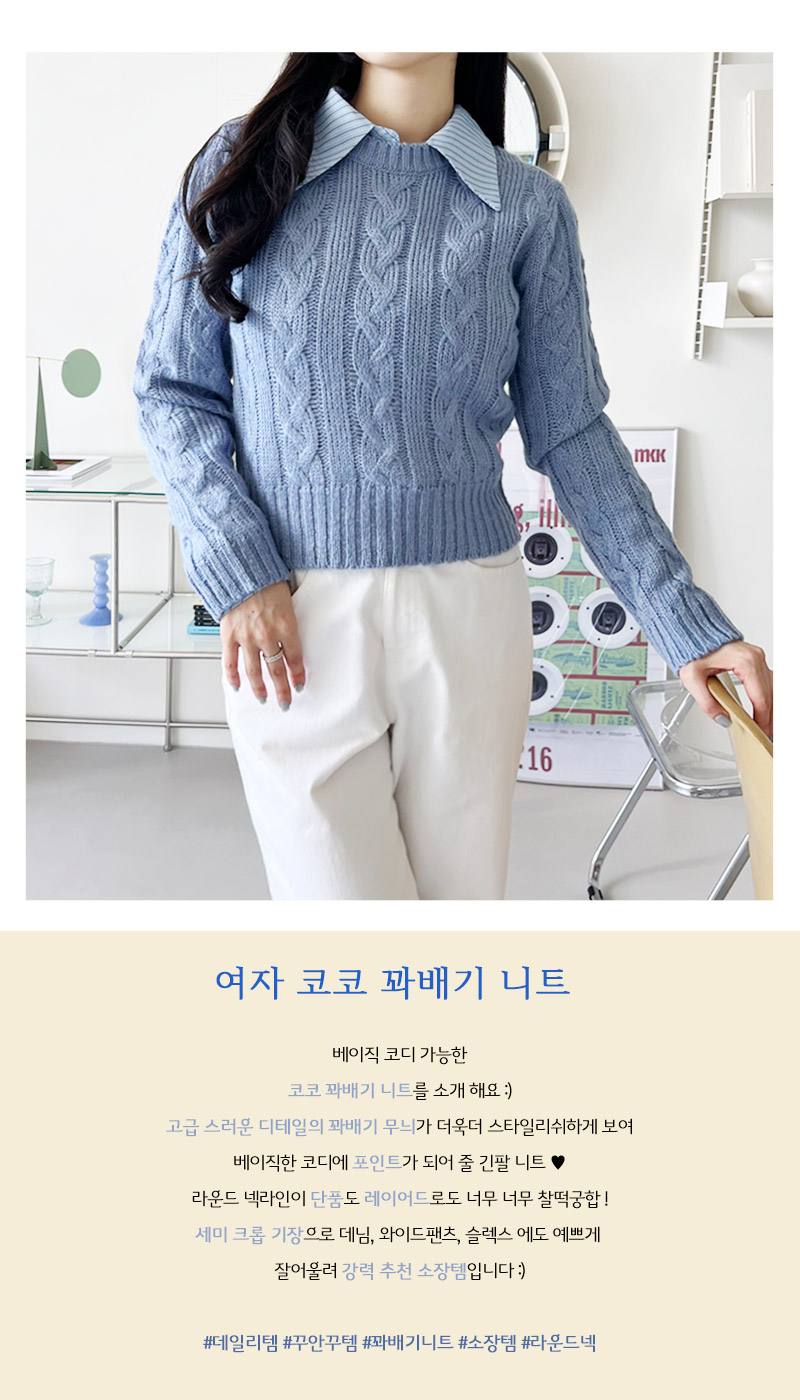 mKK
g, illi
.16
여자 코코 꽈배기 니트
베이직 코디 가능한
코코 꽈배기 니트를 소개 해요 :)
고급 스러운 디테일의 꽈배기 무늬가 더욱더 스타일리쉬하게 보여
베이직한 코디에 포인트가 되어 줄 긴팔 니트 ♥
라운드 넥라인이 단품도 레이어드로도 너무 너무 찰떡궁합 !
세미 크롭 기장으로 데님, 와이드팬츠, 슬렉스 에도 예쁘게
잘어울려 강력 추천 소장템입니다 :)
#데일리템 #꾸안꾸템 #꽈배기니트 #소장템 #라운드넥